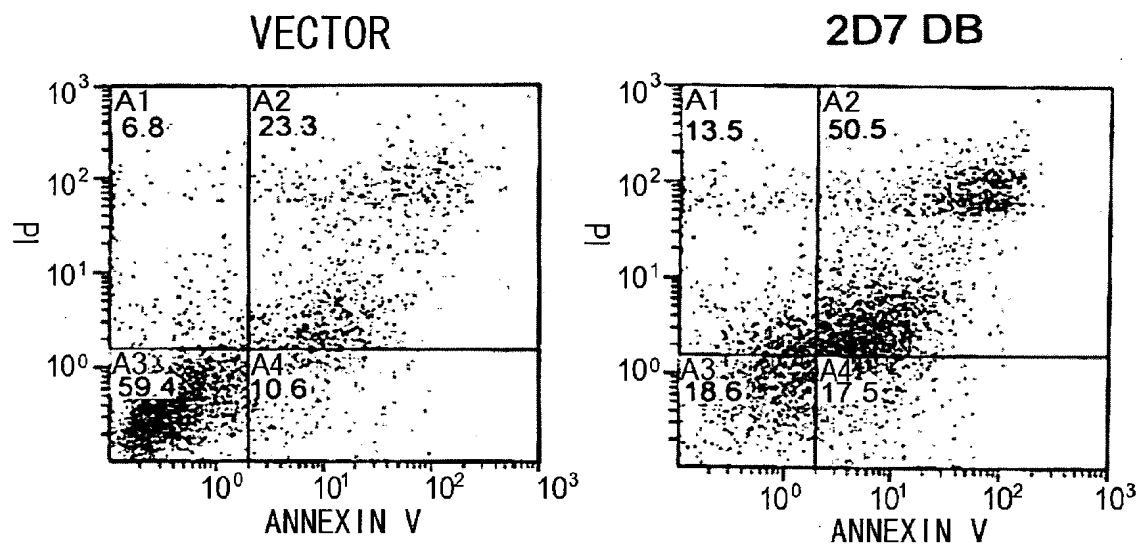 VECTOR
10³
A1
6.8
A2
23.3
10²
PI
10¹
10⁰
A3
59.4
A4
10.6
10⁰ 10¹ 10² 10³
ANNEXIN V
2D7 DB
10³
A1
13.5
A2
50.5
10²
PI
10¹
10⁰
A3
18.6
A4
17.5
10⁰ 10¹ 10² 10³
ANNEXIN V